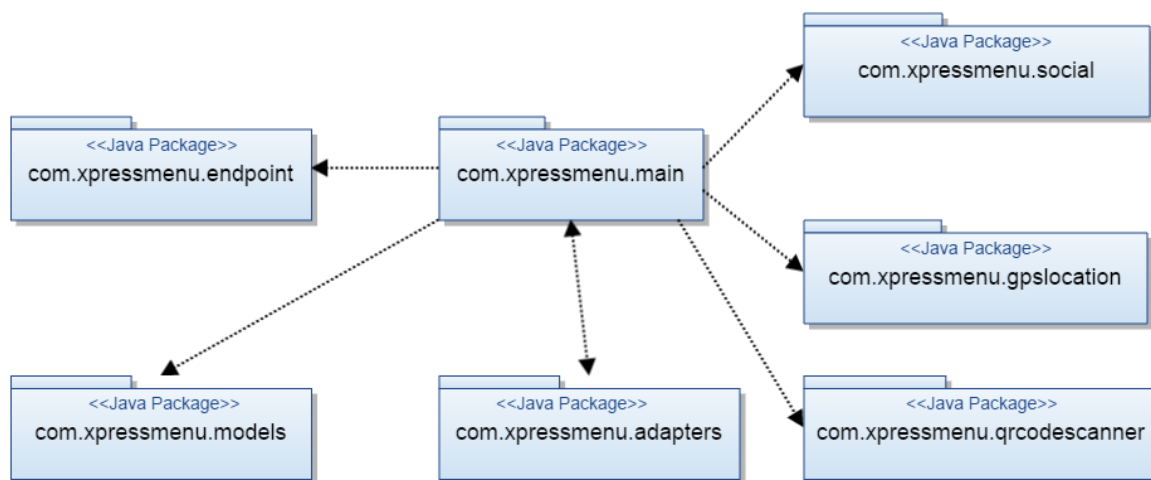 <<Java Package>>
com.xpressmenu.social
<<Java Package>>
com.xpressmenu.endpoint
<<Java Package>>
com.xpressmenu.main
<<Java Package>>
com.xpressmenu.gpslocation
<<Java Package>>
com.xpressmenu.models
<<Java Package>>
com.xpressmenu.adapters
<<Java Package>>
com.xpressmenu.qrcodescanner